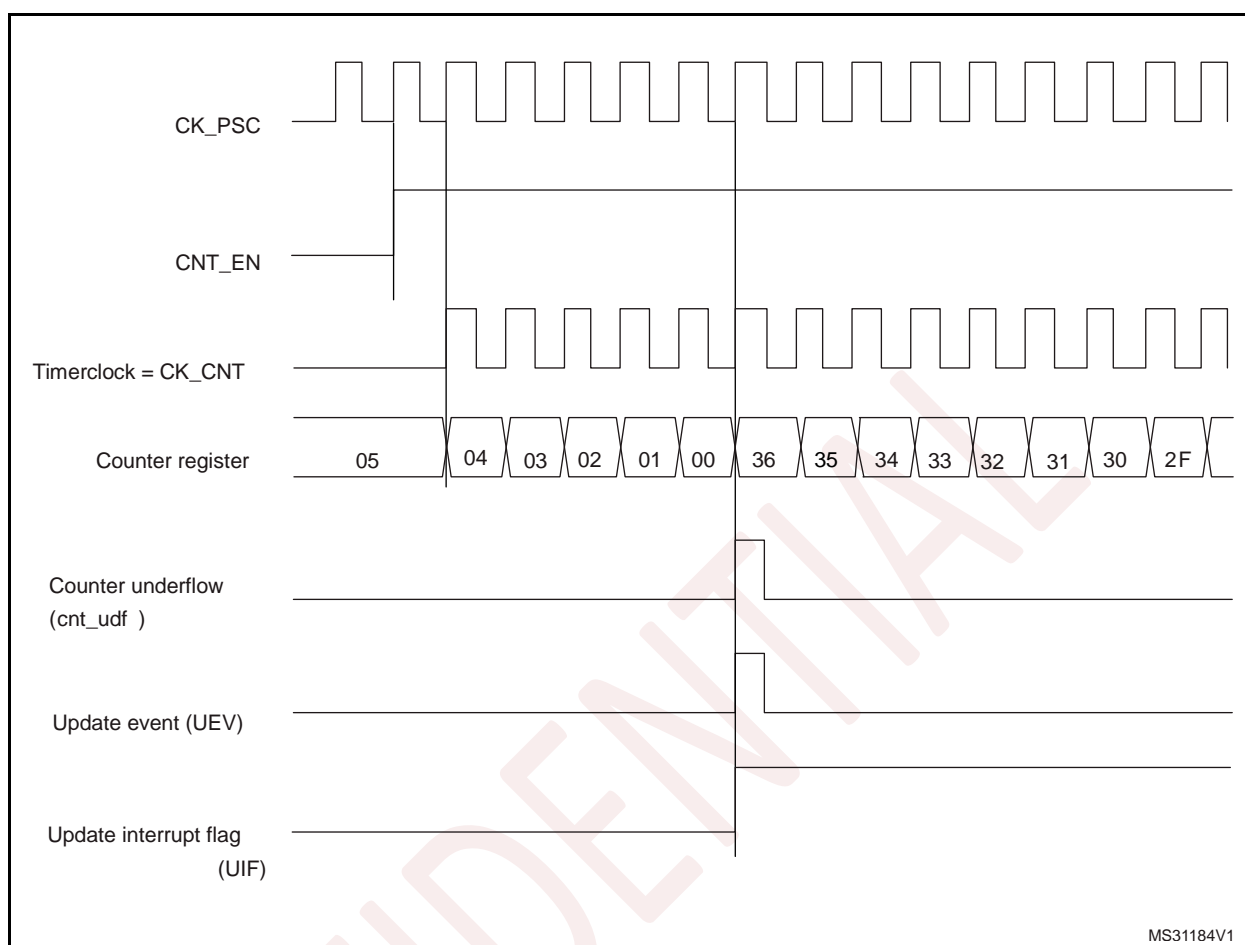 CK_PSC
CNT_EN
Timerclock = CK_CNT
Counter register 05 04 03 02 01 00 36 35 34 33 32 31 30 2F
Counter underflow
(cnt_udf )
Update event (UEV)
Update interrupt flag
(UIF)
MS31184V1
IDENTIAL